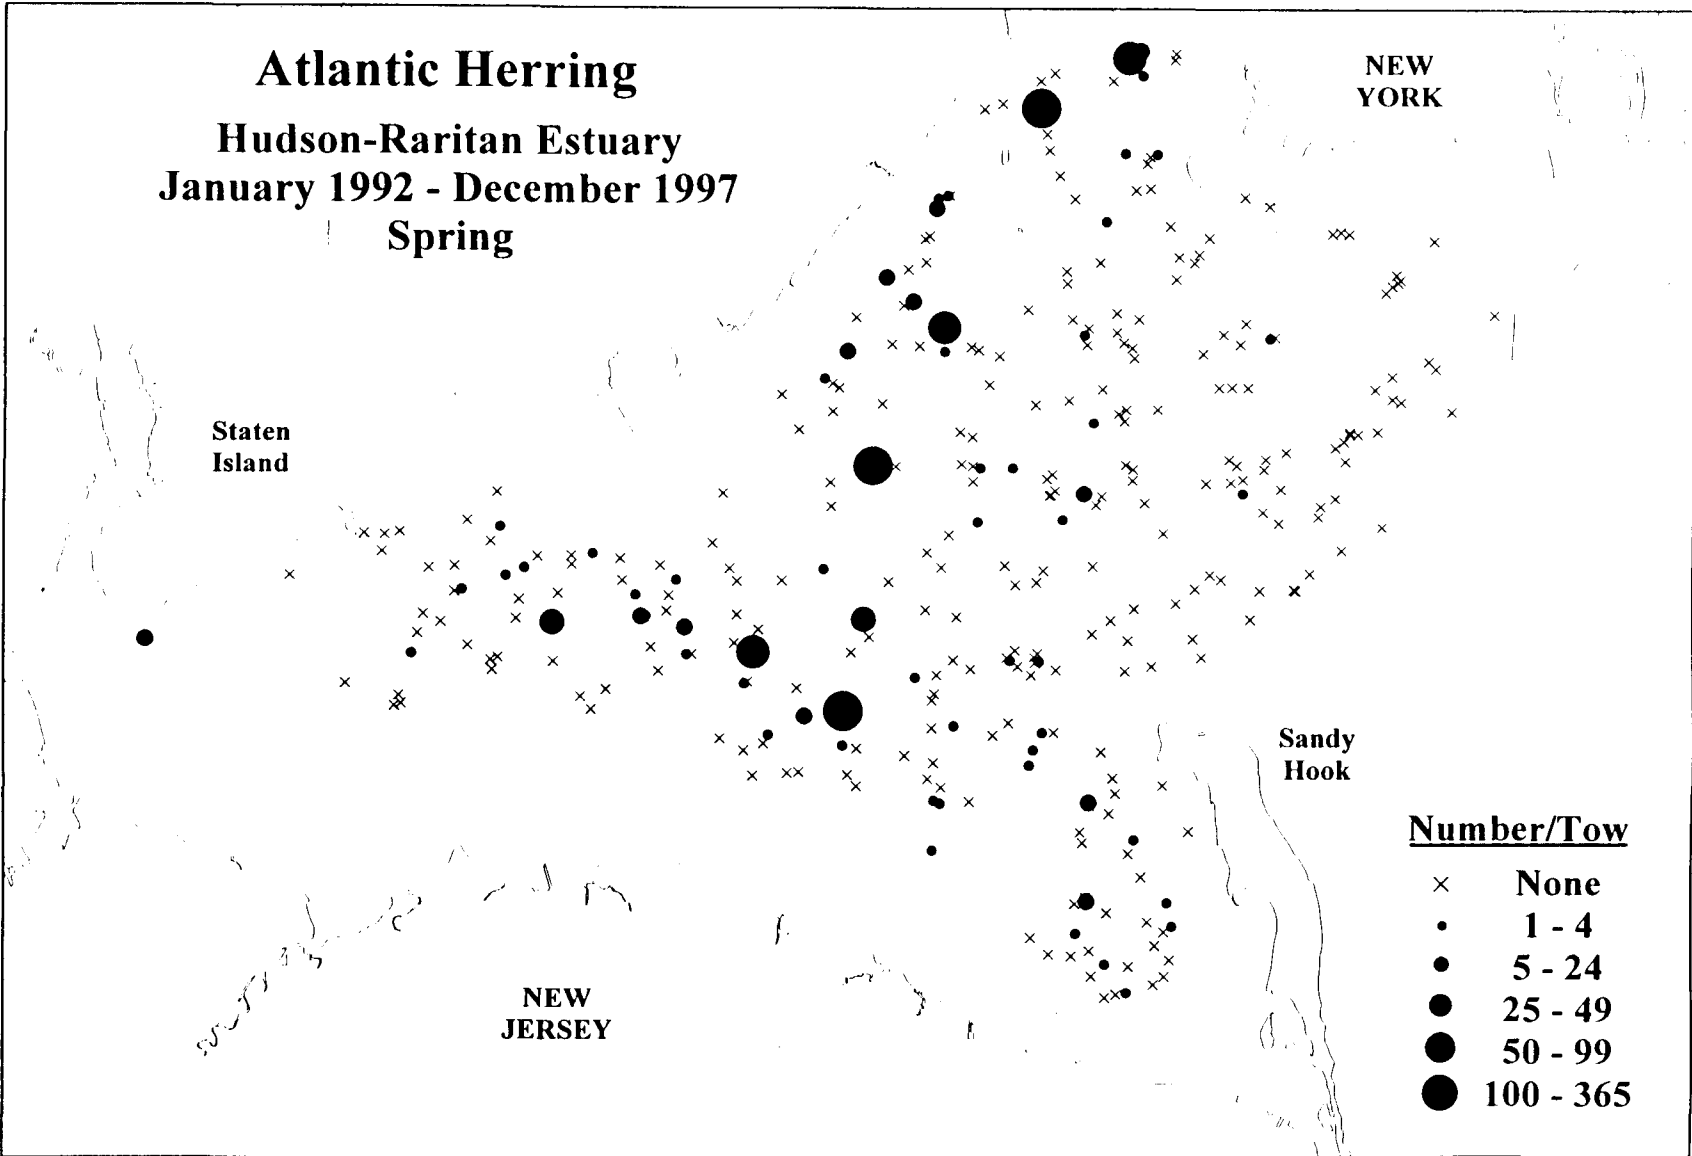 Atlantic Herring
Hudson-Raritan Estuary
January 1992 - December 1997
Spring
NEW
YORK
Staten
Island
Sandy
Hook
NEW
JERSEY
Number/Tow
None
1 - 4
5 - 24
25 - 49
50 - 99
100 - 365